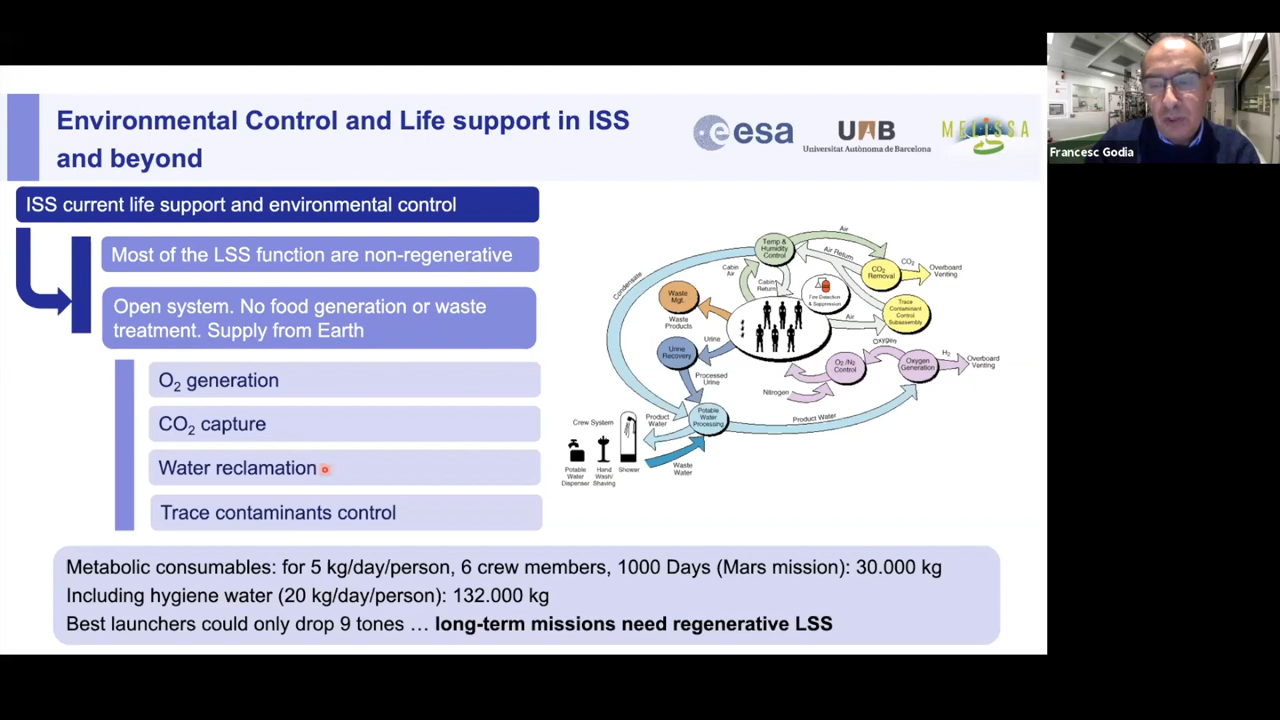 Environmental Control and Life support in ISS
and beyond
esa
UAB
Universitat Autònoma de Barcelona
MELiSSA
Francesc Godia
ISS current life support and environmental control
Most of the LSS function are non-regenerative
Open system. No food generation or waste
treatment. Supply from Earth
O2 generation
CO2 capture
Water reclamation
Trace contaminants control
Air
Temp &
Humidity
Control
Air Return
CO2
Removal
CO2
Overboard
Venting
Condensate
Cabin
Air
Cabin
Return
Fire Detection
& Suppression
Trace
Contaminant
Control
Subassembly
Waste
Mgt.
Waste
Products
Air
Urine
Urine
Recovery
Oxygen
O2/N2
Control
Oxygen
Generation
H2
Overboard
Venting
Processed
Urine
Nitrogen
Potable
Water
Processing
Product Water
Product
Water
Crew System
Waste
Water
Potable
Water
Dispenser
Hand
Wash/
Shaving
Shower
Metabolic consumables: for 5 kg/day/person, 6 crew members, 1000 Days (Mars mission): 30.000 kg
Including hygiene water (20 kg/day/person): 132.000 kg
Best launchers could only drop 9 tones … long-term missions need regenerative LSS